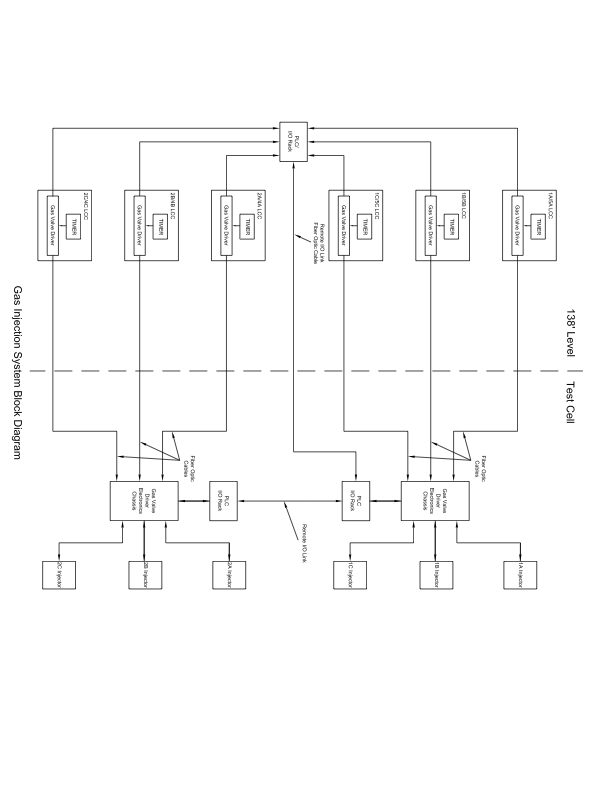 138' Level
Test Cell
1A/5A LCC
TIMER
Gas Valve Driver
1A Injector
Fiber Optic
Cables
1B/5B LCC
TIMER
Gas Valve Driver
Gas Valve
Driver
Electronics
Chassis
1B Injector
1C/5C LCC
TIMER
Gas Valve Driver
PLC
I/O Rack
1C Injector
Remote I/O Link
Fiber Optic Cable
PLC/
I/O Rack
Remote I/O Link
2A/4A LCC
TIMER
Gas Valve Driver
PLC
I/O Rack
2A Injector
Fiber Optic
Cables
2B/4B LCC
TIMER
Gas Valve Driver
Gas Valve
Driver
Electronics
Chassis
2B Injector
2C/4C LCC
TIMER
Gas Valve Driver
2C Injector
Gas Injection System Block Diagram